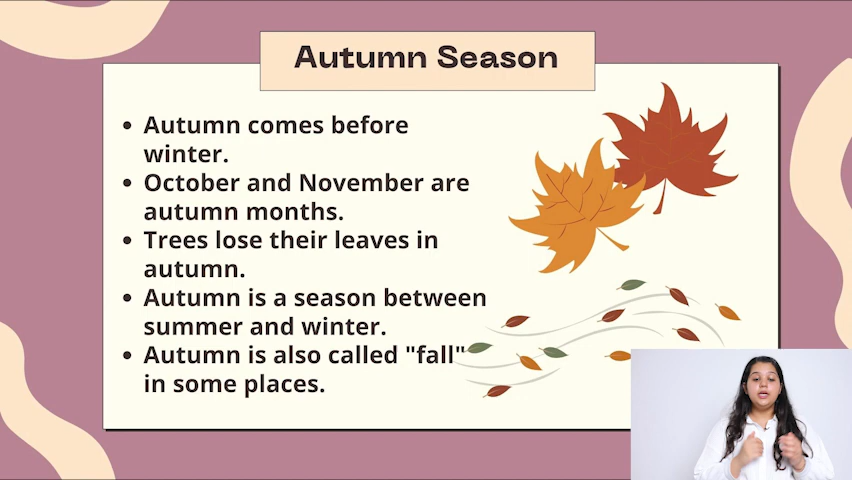 Autumn Season
• Autumn comes before
winter.
• October and November are
autumn months.
• Trees lose their leaves in
autumn.
• Autumn is a season between
summer and winter.
• Autumn is also called "fall"
in some places.